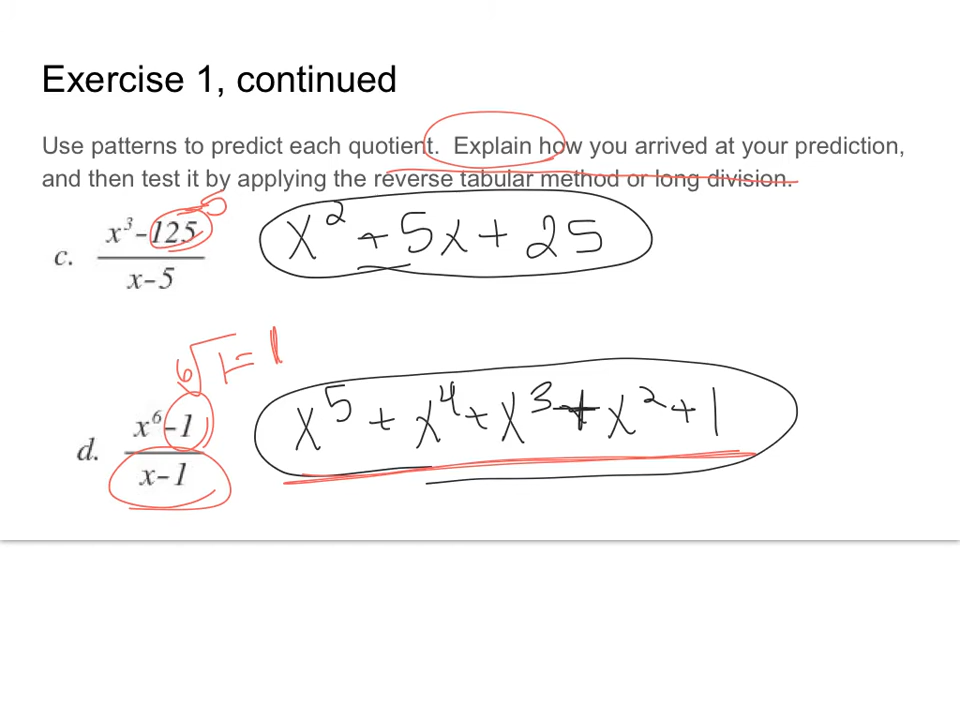 Exercise 1, continued
Use patterns to predict each quotient. Explain how you arrived at your prediction,
and then test it by applying the reverse tabular method or long division.
c. (x³-125)/(x-5) 5 x² + 5x + 25
⁶√1 = 1
d. (x⁶-1)/(x-1) x⁵ + x⁴ + x³ + x² + 1